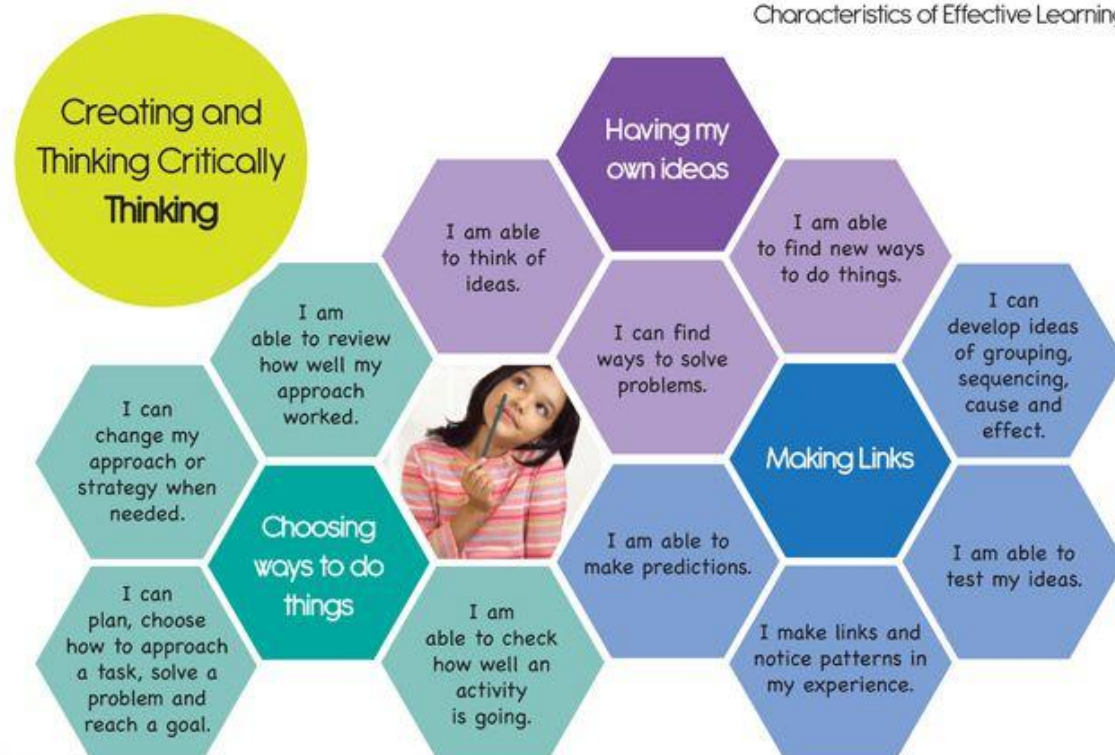 Characteristics of Effective Learning
Creating and
Thinking Critically
Thinking
Having my
own ideas
I am able
to think of
ideas.
I am able
to find new ways
to do things.
I can find
ways to solve
problems.
I am
able to review
how well my
approach
worked.
I can
change my
approach or
strategy when
needed.
Choosing
ways to do
things
I can
plan, choose
how to approach
a task, solve a
problem and
reach a goal.
I am
able to check
how well an
activity
is going.
Making Links
I can
develop ideas
of grouping,
sequencing,
cause and
effect.
I am able to
make predictions.
I am able to
test my ideas.
I make links and
notice patterns in
my experience.